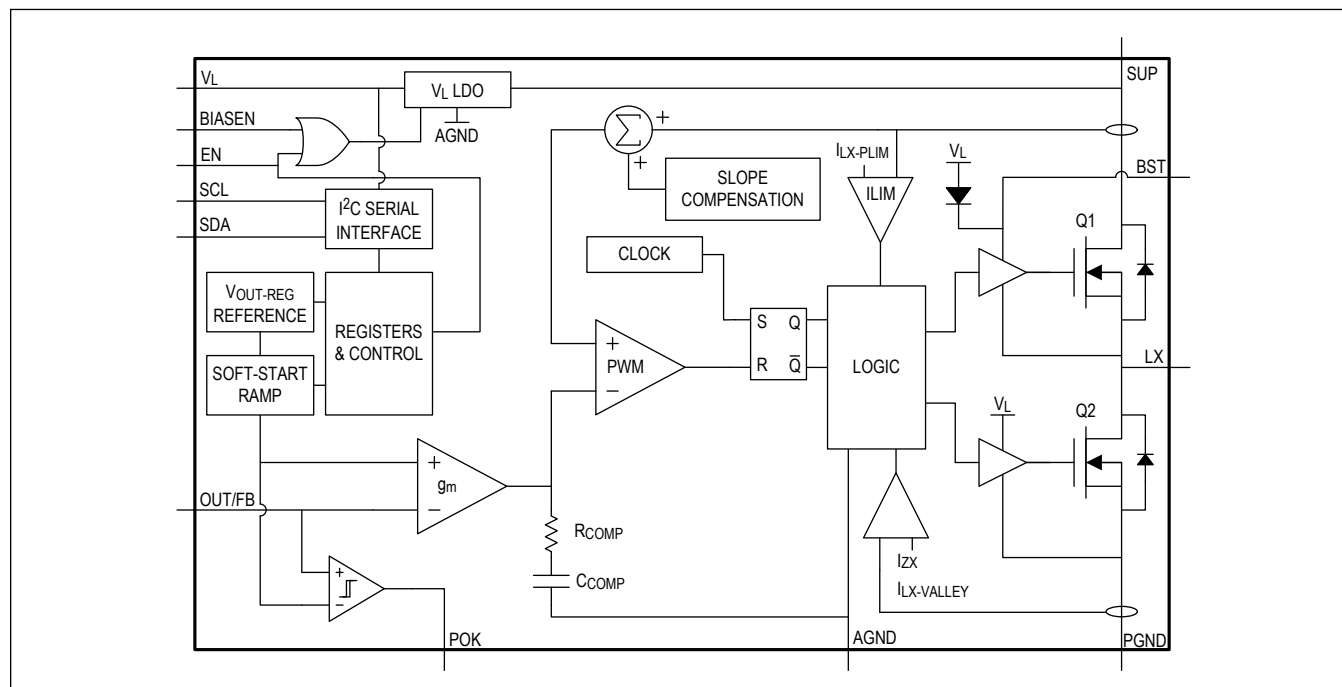 VL
BIASEN
EN
SCL
SDA
VL LDO
AGND
I2C SERIAL
INTERFACE
VOUT-REG
REFERENCE
SOFT-START
RAMP
REGISTERS
& CONTROL
OUT/FB
+
gm
−
+
−
POK
RCOMP
CCOMP
Σ
+
+
SLOPE
COMPENSATION
CLOCK
+
PWM
−
S Q
R Q̅
ILX-PLIM
ILIM
LOGIC
IZX
ILX-VALLEY
AGND
VL
VL
SUP
BST
Q1
LX
Q2
PGND